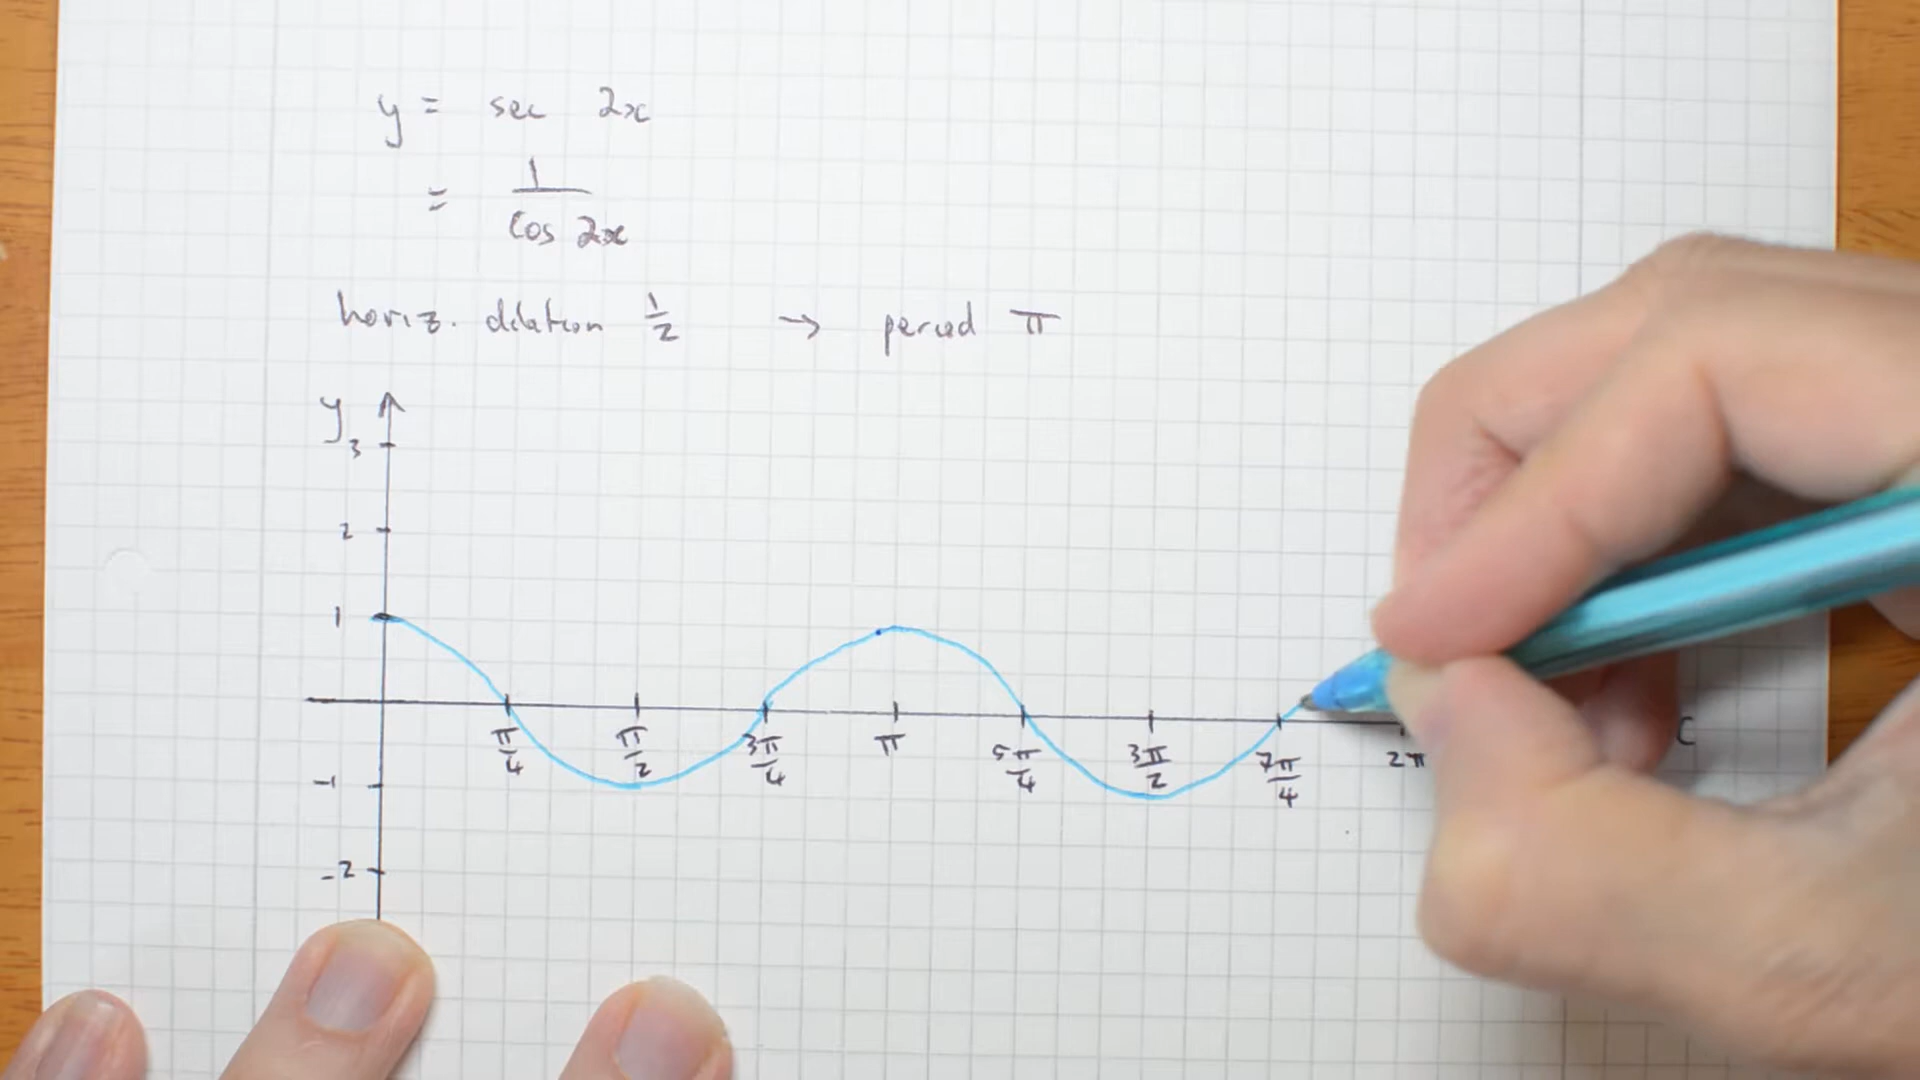 y = sec 2x
= 1/cos 2x
horiz. dilation 1/2 → period π
y
3
2
1
-1
-2
π/4 π/2 3π/4 π 5π/4 3π/2 7π/4 2π